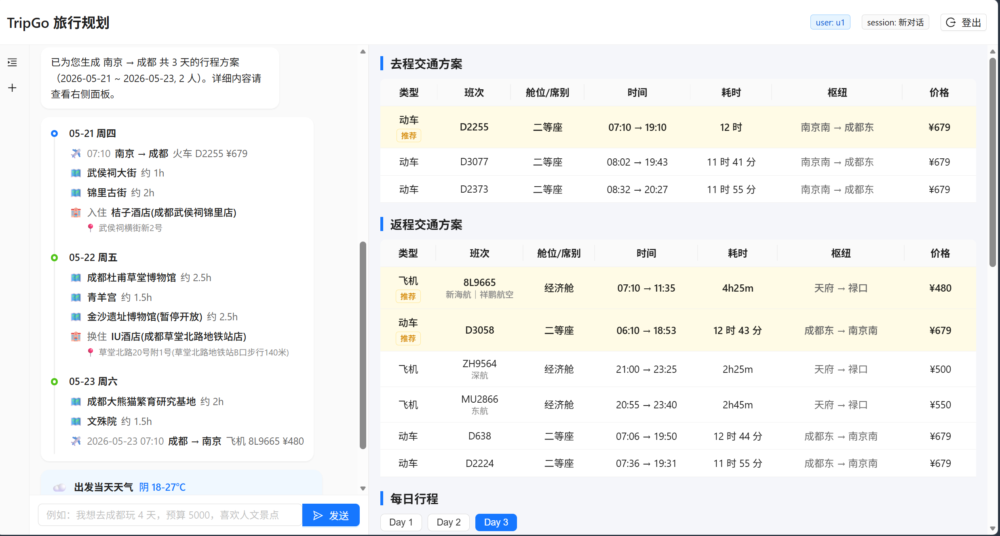 TripGo 旅行规划
user: u1
session: 新对话
登出
已为您生成 南京 → 成都 共 3 天的行程方案
（2026-05-21 ~ 2026-05-23, 2 人）。详细内容请
查看右侧面板。
05-21 周四
07:10 南京 → 成都 火车 D2255 ¥679
武侯祠大街 约 1h
锦里古街 约 2h
入住 桔子酒店(成都武侯祠锦里店)
武侯祠横街新2号
05-22 周五
成都杜甫草堂博物馆 约 2.5h
青羊宫 约 1.5h
金沙遗址博物馆(暂停开放) 约 2.5h
换住 IU酒店(成都草堂北路地铁站店)
草堂北路20号附1号(草堂北路地铁站B口步行140米)
05-23 周六
成都大熊猫繁育研究基地 约 2h
文殊院 约 1.5h
2026-05-23 07:10 成都 → 南京 飞机 8L9665 ¥480
出发当天天气 阴 18-27°C
例如：我想去成都玩 4 天，预算 5000，喜欢人文景点
发送
去程交通方案
类型 班次 舱位/席别 时间 耗时 枢纽 价格
动车 推荐 D2255 二等座 07:10 → 19:10 12 时 南京南 → 成都东 ¥679
动车 D3077 二等座 08:02 → 19:43 11 时 41 分 南京南 → 成都东 ¥679
动车 D2373 二等座 08:32 → 20:27 11 时 55 分 南京南 → 成都东 ¥679
返程交通方案
类型 班次 舱位/席别 时间 耗时 枢纽 价格
飞机 推荐 8L9665 新海航｜祥鹏航空 经济舱 07:10 → 11:35 4h25m 天府 → 禄口 ¥480
动车 推荐 D3058 二等座 06:10 → 18:53 12 时 43 分 成都东 → 南京南 ¥679
飞机 ZH9564 深航 经济舱 21:00 → 23:25 2h25m 天府 → 禄口 ¥500
飞机 MU2866 东航 经济舱 20:55 → 23:40 2h45m 天府 → 禄口 ¥550
动车 D638 二等座 07:06 → 19:50 12 时 44 分 成都东 → 南京南 ¥679
动车 D2224 二等座 07:36 → 19:31 11 时 55 分 成都东 → 南京南 ¥679
每日行程
Day 1 Day 2 Day 3